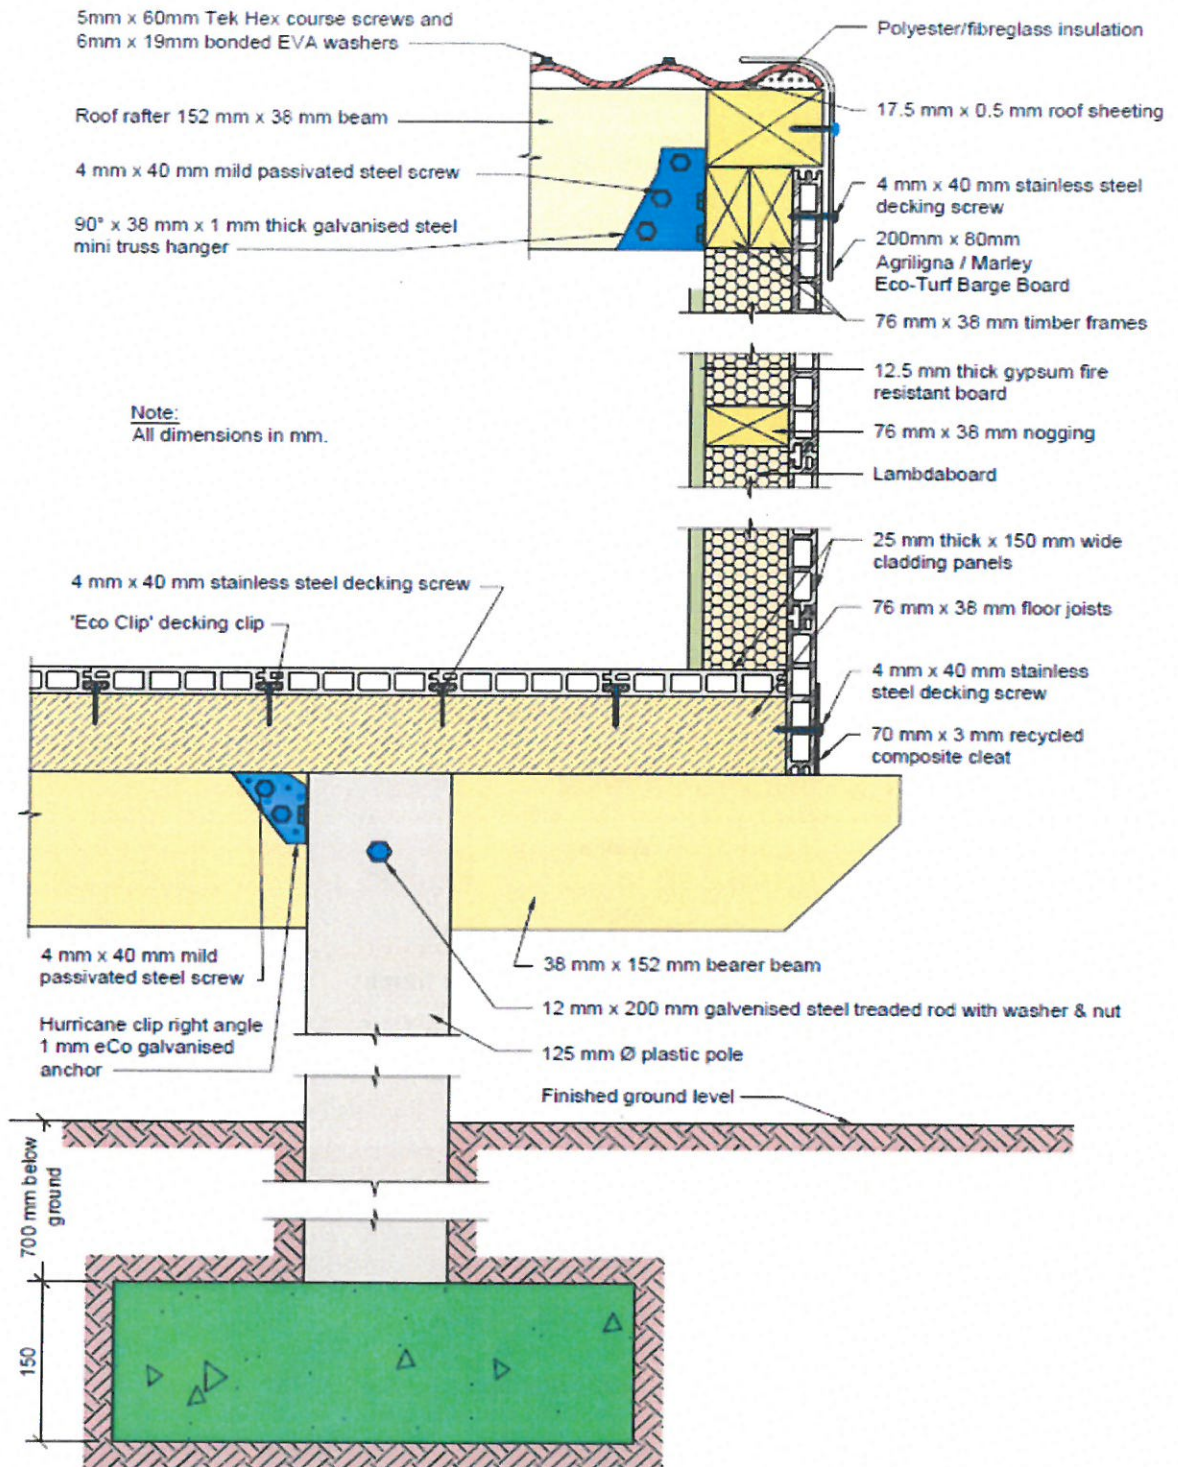 5mm x 60mm Tek Hex course screws and
6mm x 19mm bonded EVA washers
Polyester/fibreglass insulation
Roof rafter 152 mm x 38 mm beam
17.5 mm x 0.5 mm roof sheeting
4 mm x 40 mm mild passivated steel screw
4 mm x 40 mm stainless steel
decking screw
90° x 38 mm x 1 mm thick galvanised steel
mini truss hanger
200mm x 80mm
Agriligna / Marley
Eco-Turf Barge Board
76 mm x 38 mm timber frames
12.5 mm thick gypsum fire
resistant board
Note:
All dimensions in mm.
76 mm x 38 mm nogging
Lambdaboard
25 mm thick x 150 mm wide
cladding panels
4 mm x 40 mm stainless steel decking screw
76 mm x 38 mm floor joists
'Eco Clip' decking clip
4 mm x 40 mm stainless
steel decking screw
70 mm x 3 mm recycled
composite cleat
4 mm x 40 mm mild
passivated steel screw
38 mm x 152 mm bearer beam
12 mm x 200 mm galvenised steel treaded rod with washer & nut
Hurricane clip right angle
1 mm eCo galvanised
anchor
125 mm Ø plastic pole
Finished ground level
700 mm below
ground
150